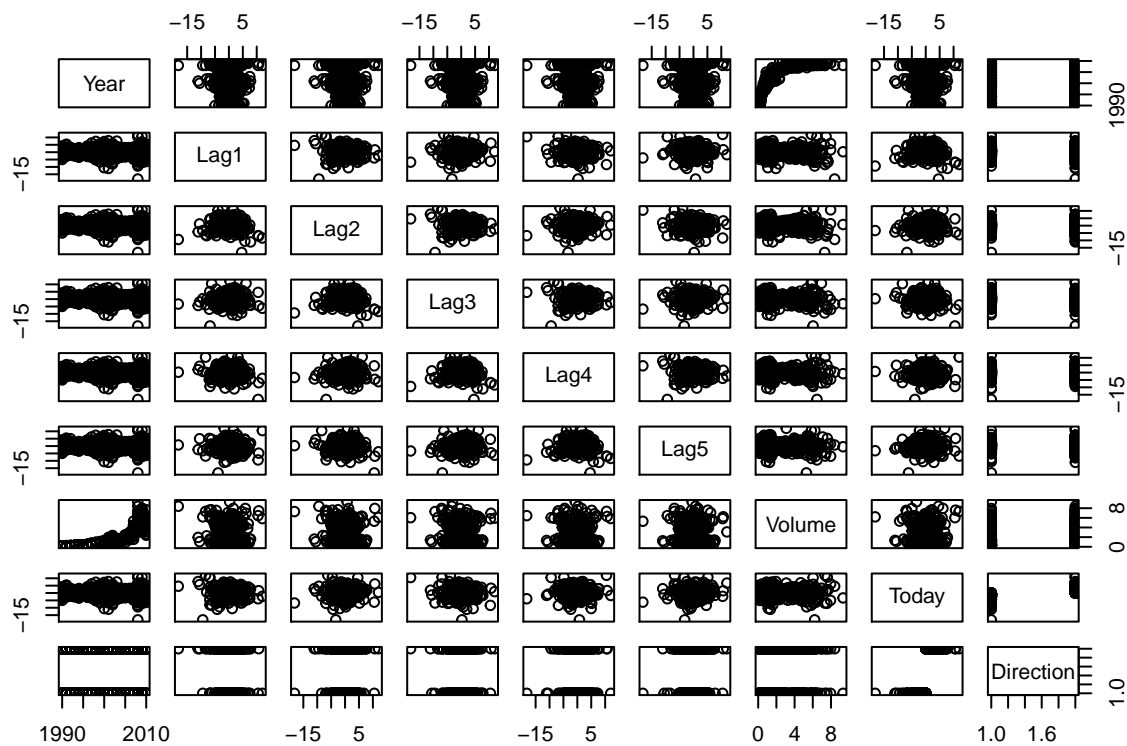 −15 5 −15 5 −15 5 −15 5
Year 1990
−15 Lag1
Lag2 −15
−15 Lag3
Lag4 −15
−15 Lag5
Volume 0 8
−15 Today
Direction 1.0
1990 2010 −15 5 −15 5 0 4 8 1.0 1.6